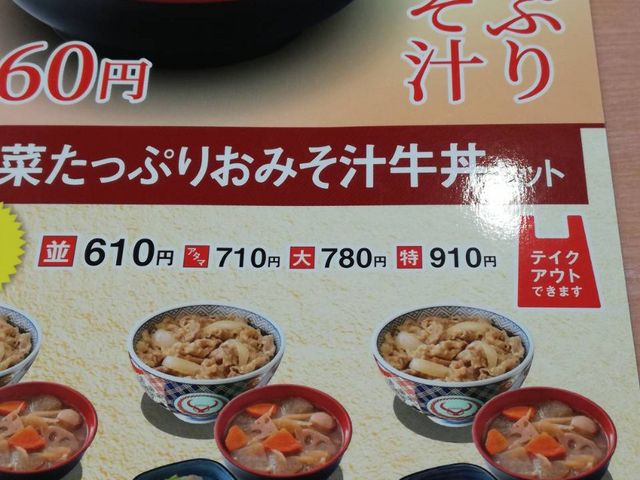 ぷり
そ汁
60円
菜たっぷりおみそ汁牛丼セット
並 610円 アタマ 710円 大 780円 特 910円
テイク
アウト
できます